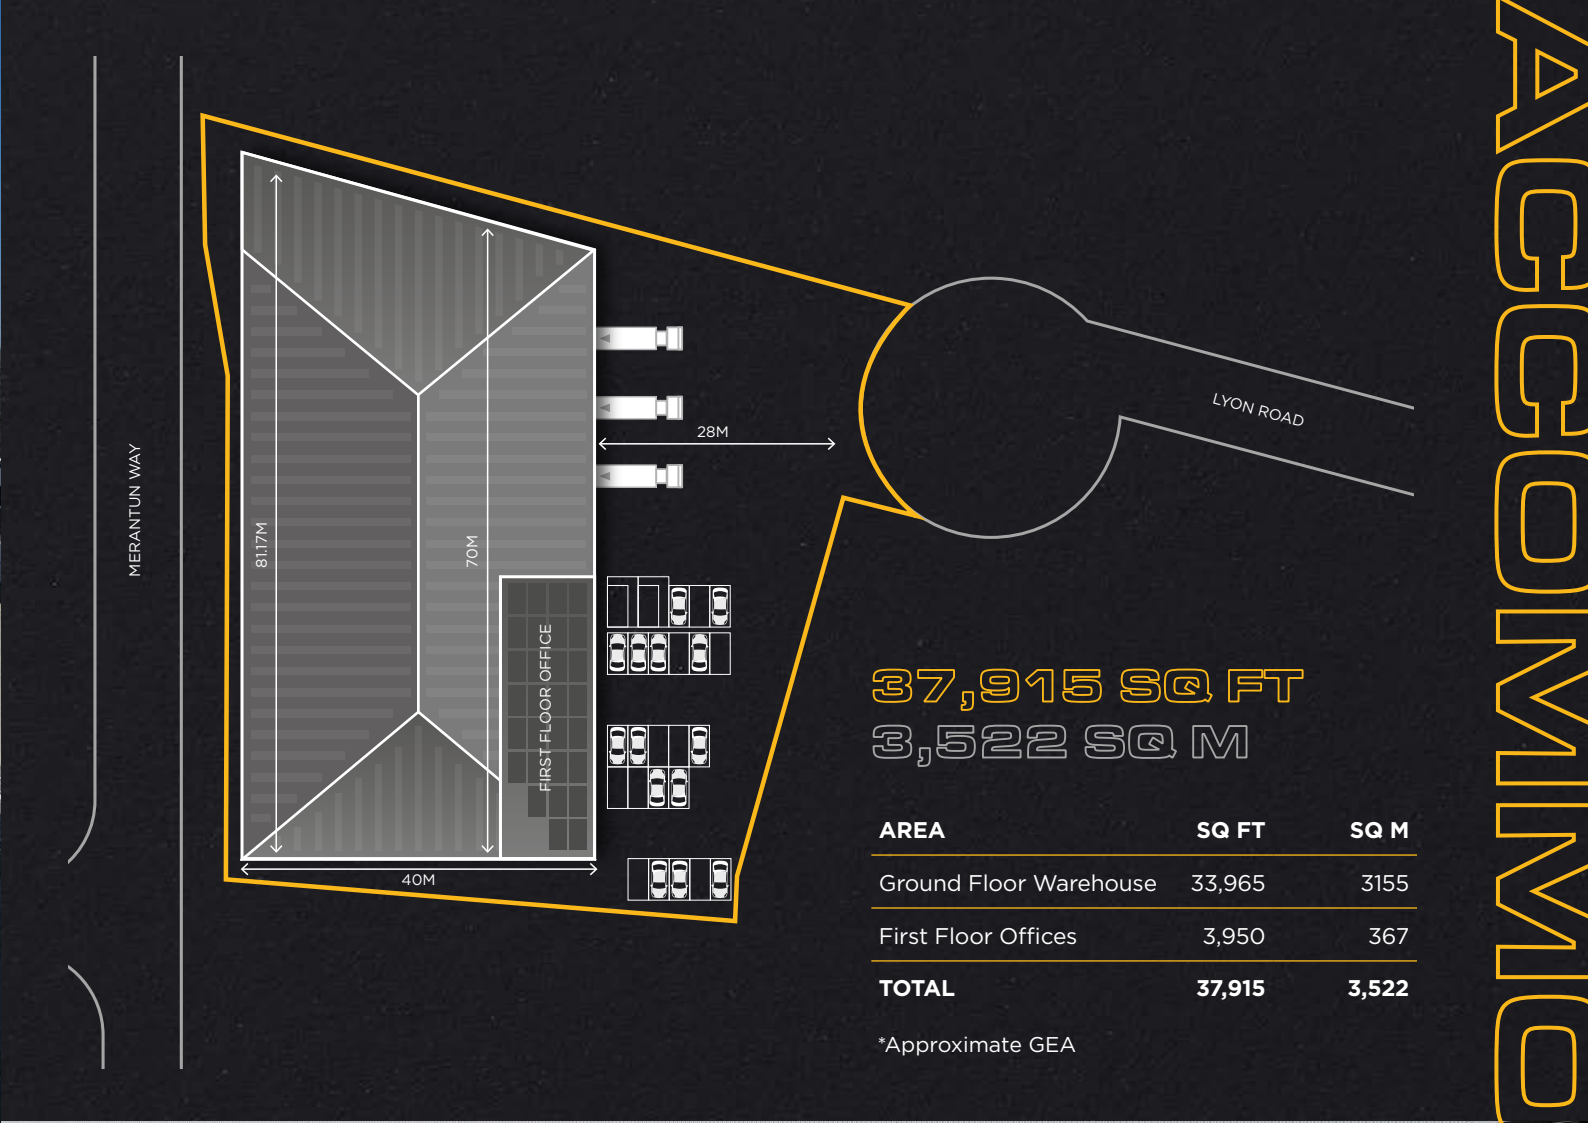 MERANTUN WAY
81.17M
70M
28M
LYON ROAD
FIRST FLOOR OFFICE
40M
37,915 SQ FT
3,522 SQ M
AREA SQ FT SQ M
Ground Floor Warehouse 33,965 3155
First Floor Offices 3,950 367
TOTAL 37,915 3,522
*Approximate GEA
ACCOMMO